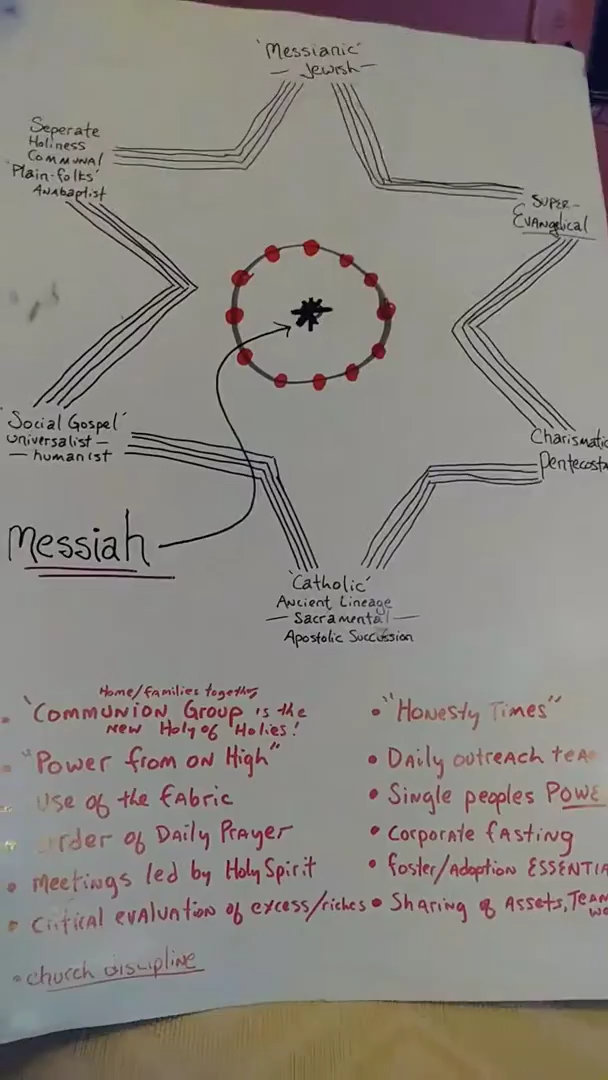 'Messianic'
— Jewish —
Seperate
Holiness
Communal
'Plain-folks'
Anabaptist
Super-
Evangelical
'Social Gospel'
universalist —
— humanist
Charismatic
Pentecosta
Messiah
'Catholic'
Ancient Lineage
— Sacramental —
Apostolic Succussion
Home/families together
• 'Communion Group is the
new Holy of Holies!
• "Power from on High"
Use of the fabric
order of Daily Prayer
• Meetings led by Holy Spirit
• Critical evaluation of excess/riches
• church discipline
• "Honesty Times"
• Daily outreach tea
• Single peoples Powe
• Corporate fasting
• foster/Adoption ESSENTIA
• Sharing of Assets, Team
wo